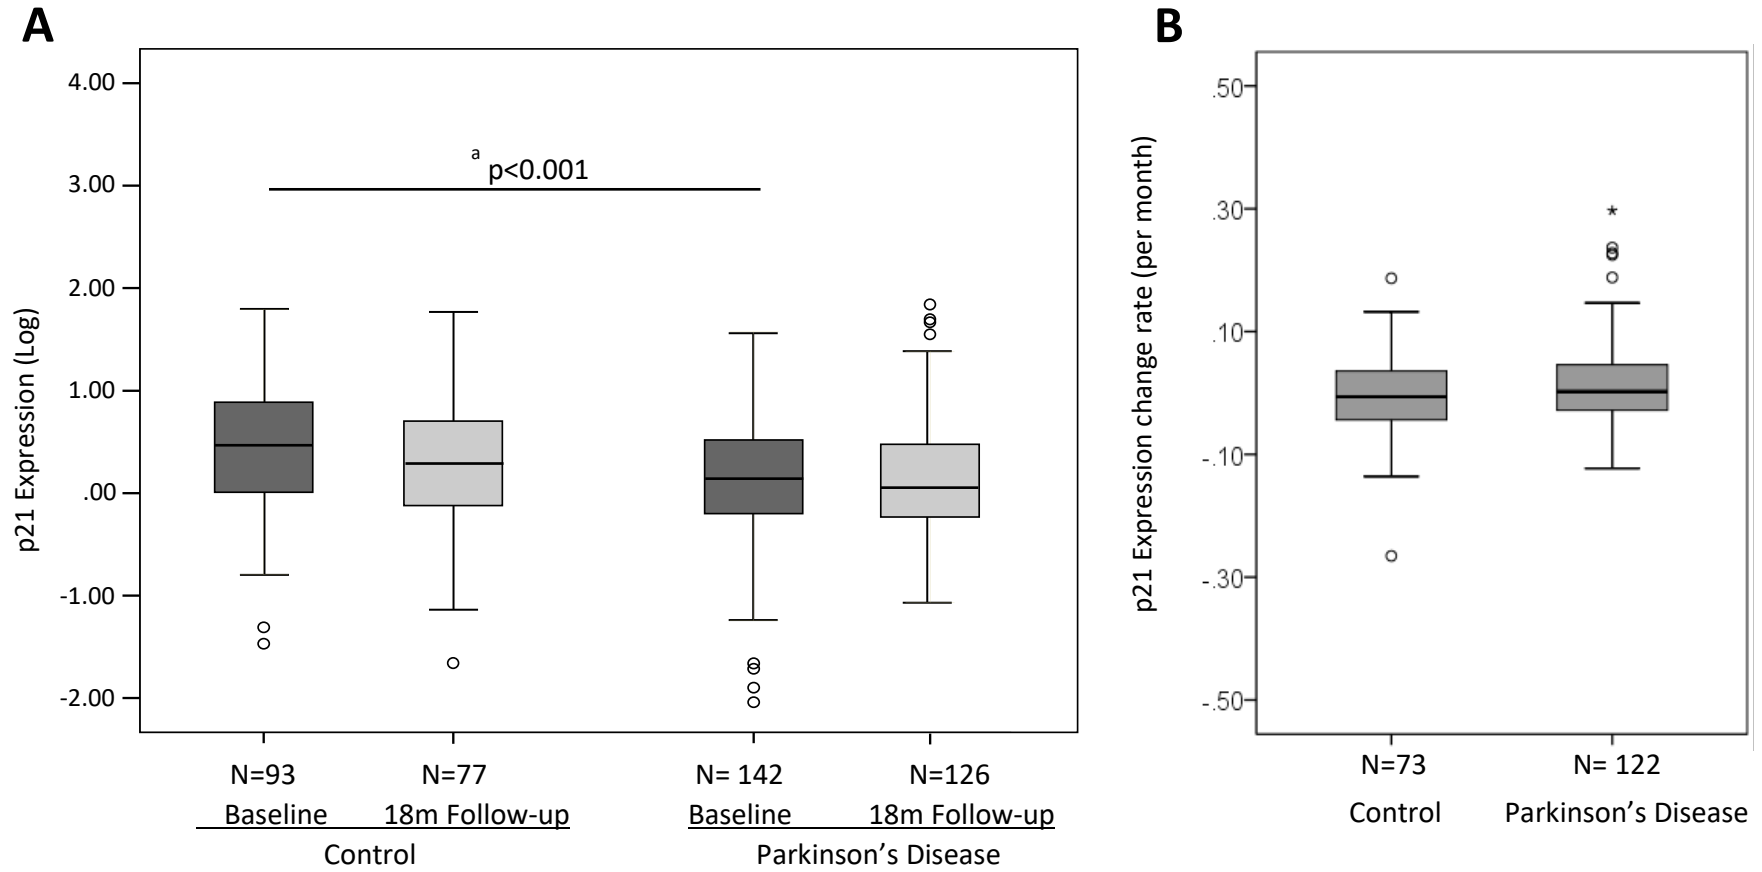 A
p21 Expression (Log)
4.00
3.00
2.00
1.00
.00
-1.00
-2.00
a p<0.001
N=93
N=77
N= 142
N=126
Baseline
18m Follow-up
Baseline
18m Follow-up
Control
Parkinson’s Disease
B
p21 Expression change rate (per month)
.50
.30
*
.10
-.10
-.30
-.50
N=73
N= 122
Control
Parkinson’s Disease